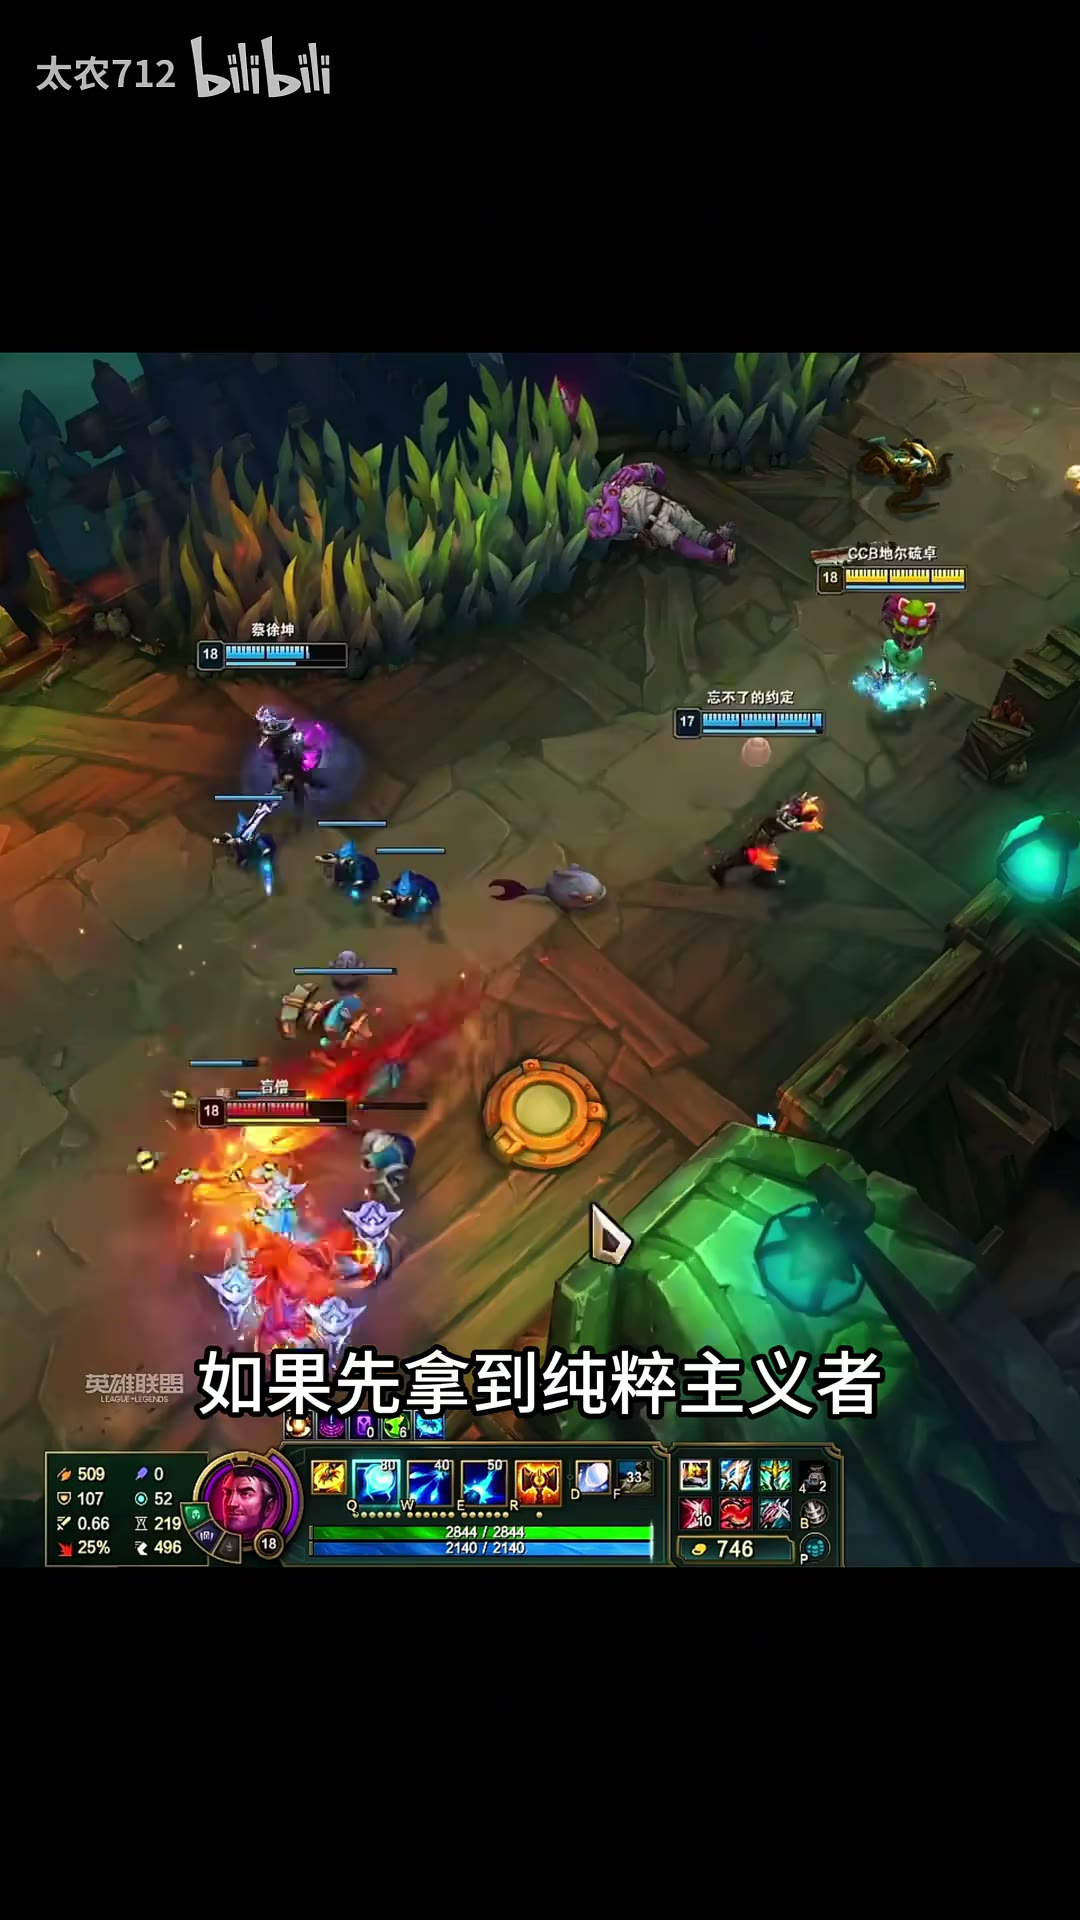 太农712 bilibili
CCB地尔硫卓
18
蔡徐坤
18
忘不了的约定
17
盲僧
18
如果先拿到纯粹主义者
英雄联盟
LEAGUE OF LEGENDS
0 6
509 0
107 52
0.66 219
25% 496
18
80 40 50 33
Q W E R D F
2844 / 2844
2140 / 2140
4 2
10 B
746 P